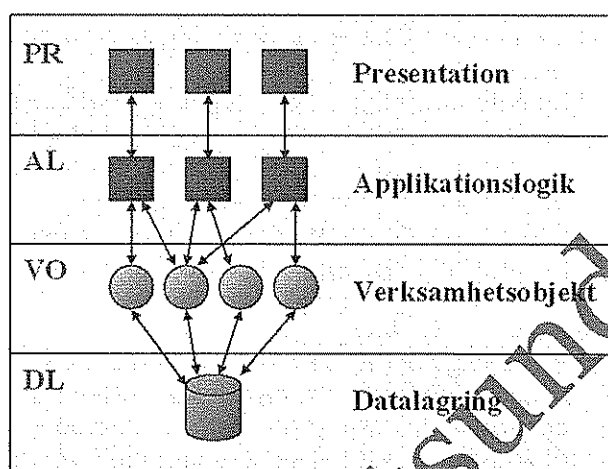 PR Presentation
AL Applikationslogik
VO Verksamhetsobjekt
DL Datalagring